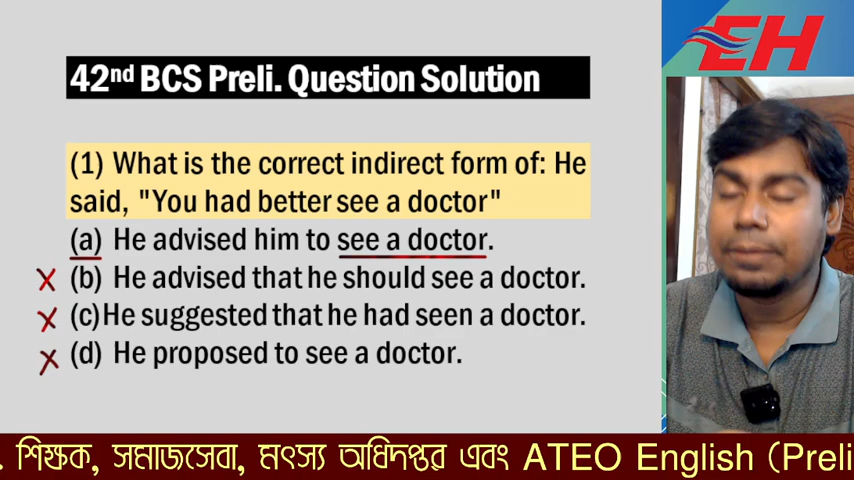 EH
42nd BCS Preli. Question Solution
(1) What is the correct indirect form of: He
said, "You had better see a doctor"
(a) He advised him to see a doctor.
(b) He advised that he should see a doctor.
(c)He suggested that he had seen a doctor.
(d) He proposed to see a doctor.
. শিক্ষক, সমাজসেবা, মৎস্য অধিদপ্তর এবং ATEO English (Preli